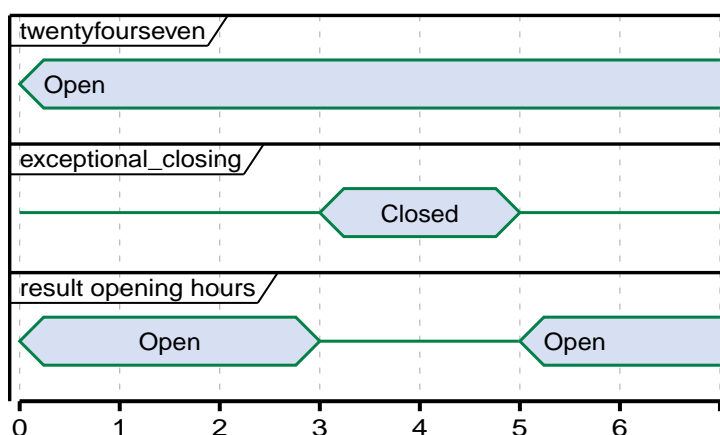 twentyfourseven
Open
exceptional_closing
Closed
result opening hours
Open Open
0 1 2 3 4 5 6